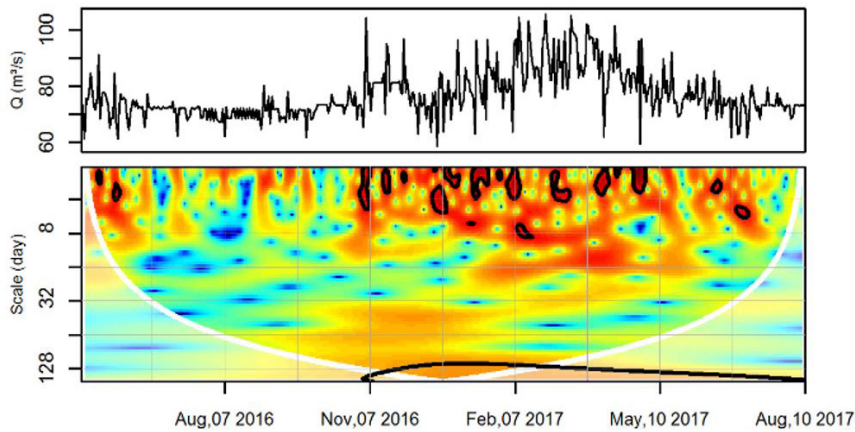 Q (m³/s)
100
80
60
Scale (day)
8
32
128
Aug,07 2016
Nov,07 2016
Feb,07 2017
May,10 2017
Aug,10 2017